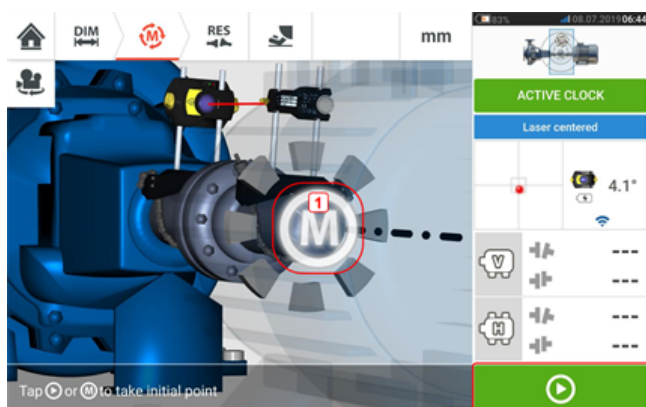 DIM
M
RES
mm
83%
08.07.2019 06:44
ACTIVE CLOCK
Laser centered
4.1°
1
M
V
---
---
H
---
---
Tap or M to take initial point